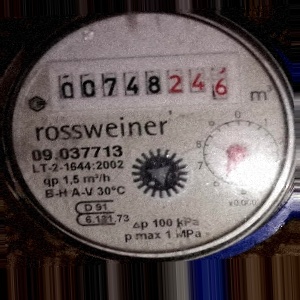 00748246 m³
rossweiner
09.037713
LT-2-1644:2002
qp 1,5 m³/h
B-H A-V 30°C
D 91
6.131 73
Δp 100 kPa
p max 1 MPa